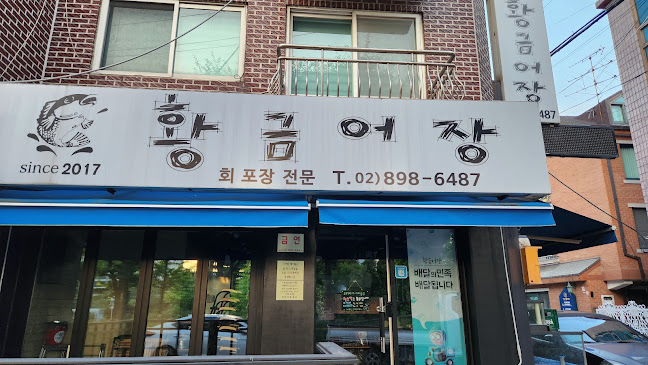 황금어장
since 2017
회 포장 전문 T.02)898-6487
황금어장
487
금연
배달의민족
배달됩니다